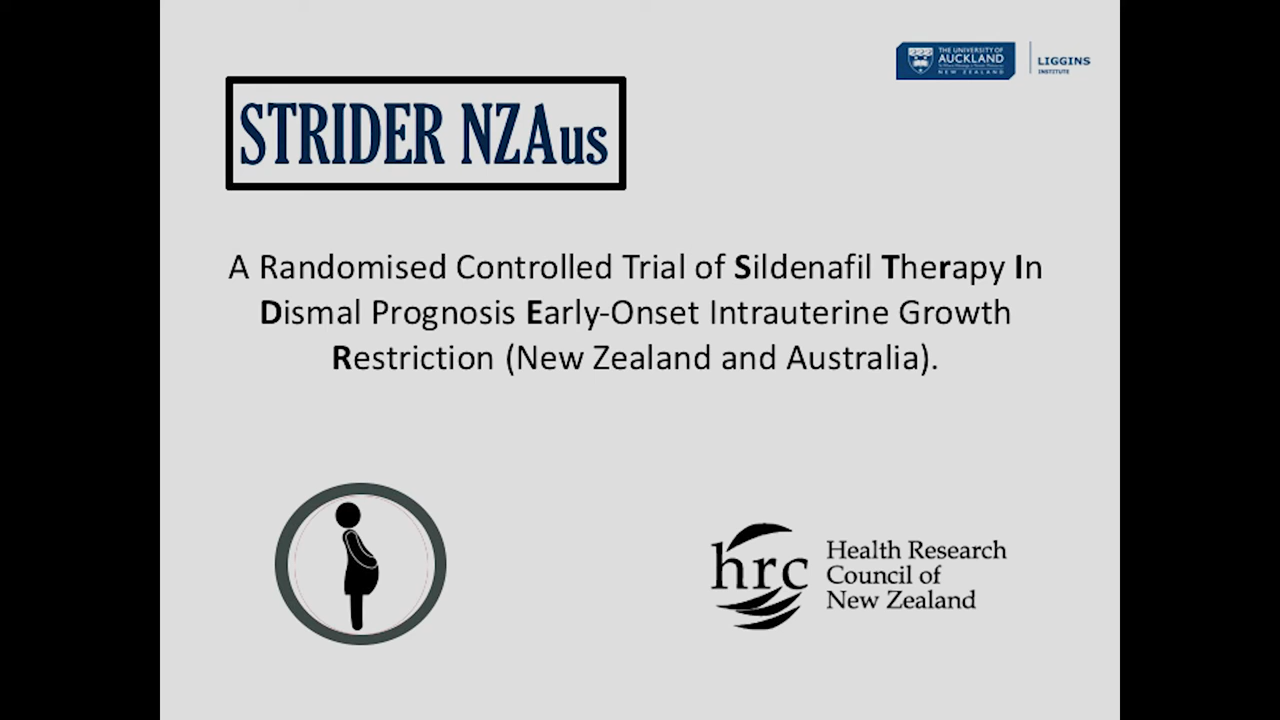 THE UNIVERSITY OF
AUCKLAND
NEW ZEALAND
LIGGINS
INSTITUTE
STRIDER NZAus
A Randomised Controlled Trial of Sildenafil Therapy In
Dismal Prognosis Early-Onset Intrauterine Growth
Restriction (New Zealand and Australia).
hrc
Health Research
Council of
New Zealand